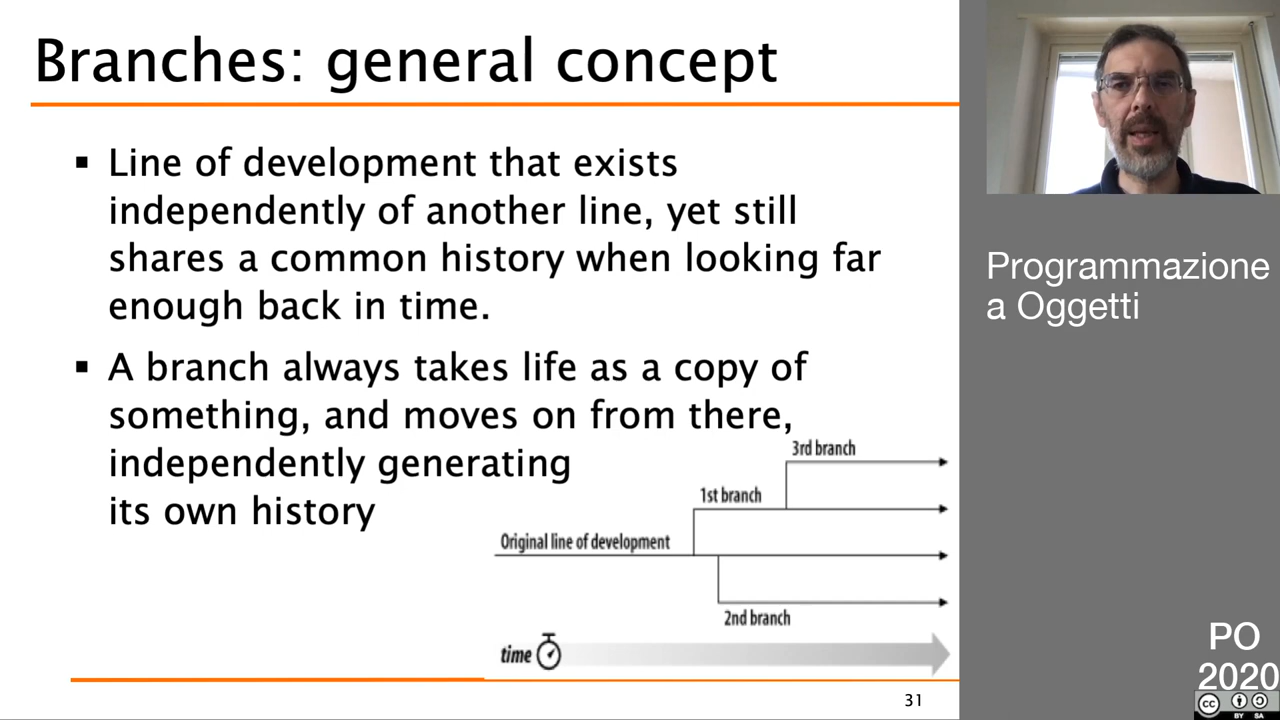 Branches: general concept
▪ Line of development that exists
independently of another line, yet still
shares a common history when looking far
enough back in time.
▪ A branch always takes life as a copy of
something, and moves on from there,
independently generating
its own history
3rd branch
1st branch
Original line of development
2nd branch
time
31
Programmazione
a Oggetti
PO
2020
cc
BY SA